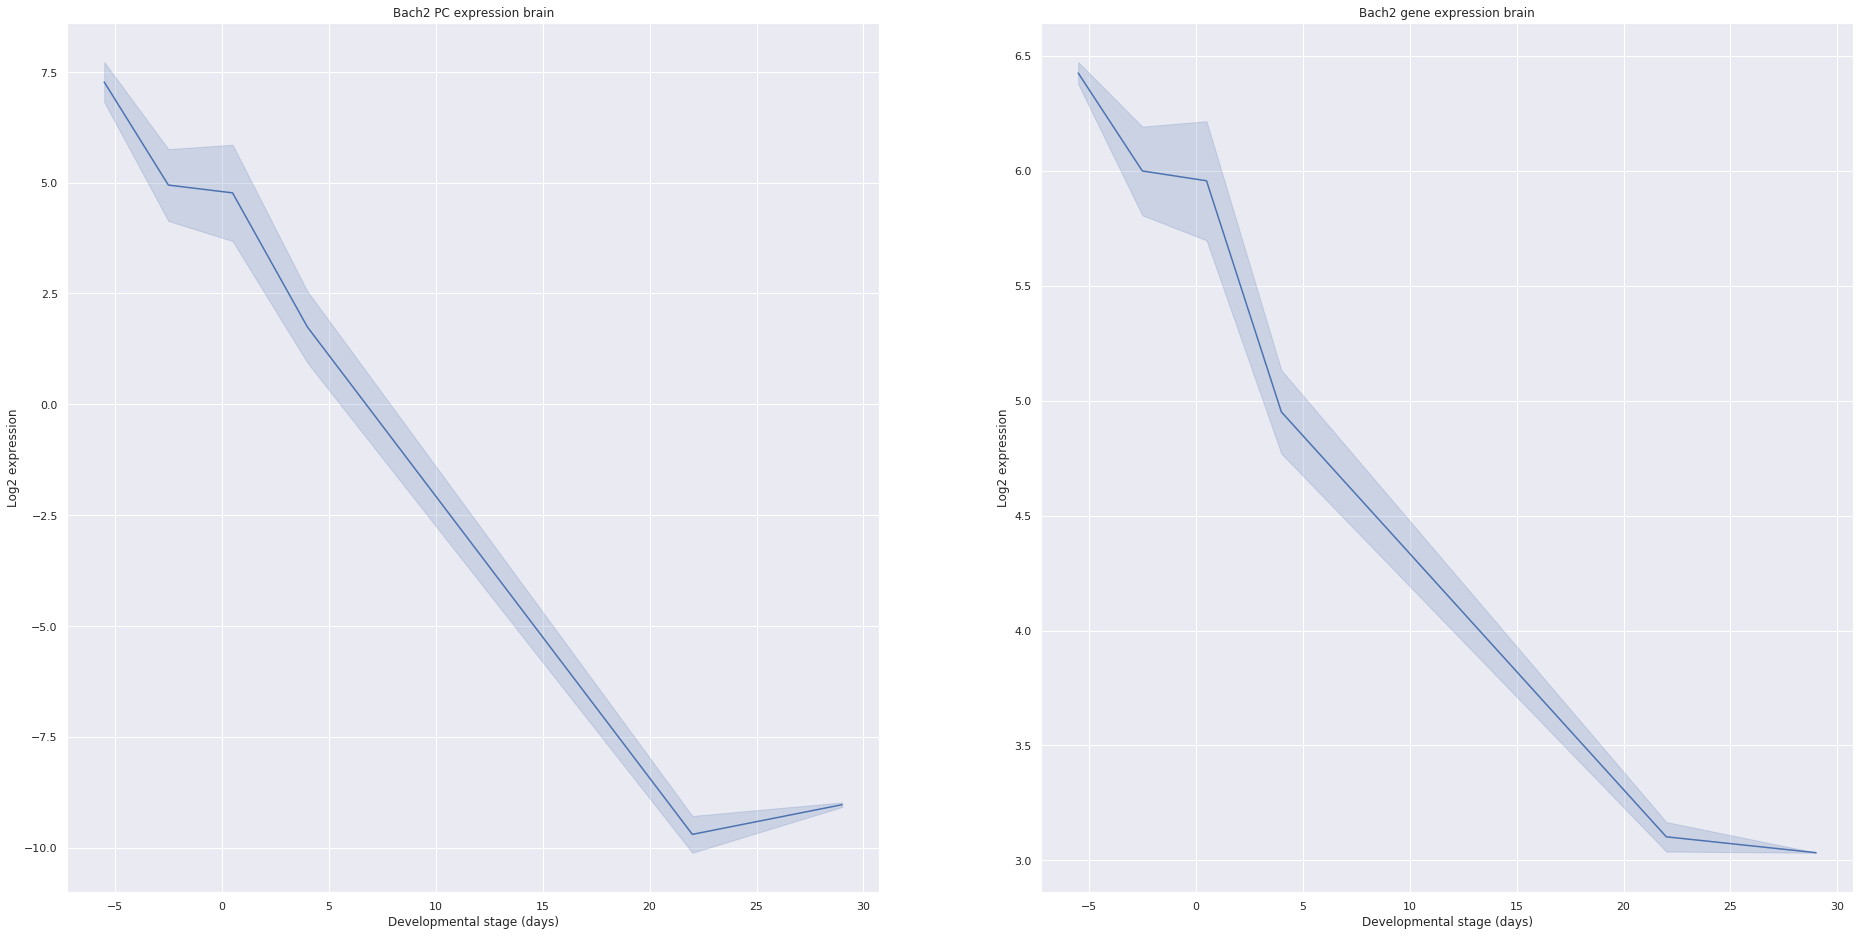 Bach2 PC expression brain
Log2 expression
7.5
5.0
2.5
0.0
−2.5
−5.0
−7.5
−10.0
−5 0 5 10 15 20 25 30
Developmental stage (days)
Bach2 gene expression brain
Log2 expression
6.5
6.0
5.5
5.0
4.5
4.0
3.5
3.0
−5 0 5 10 15 20 25 30
Developmental stage (days)